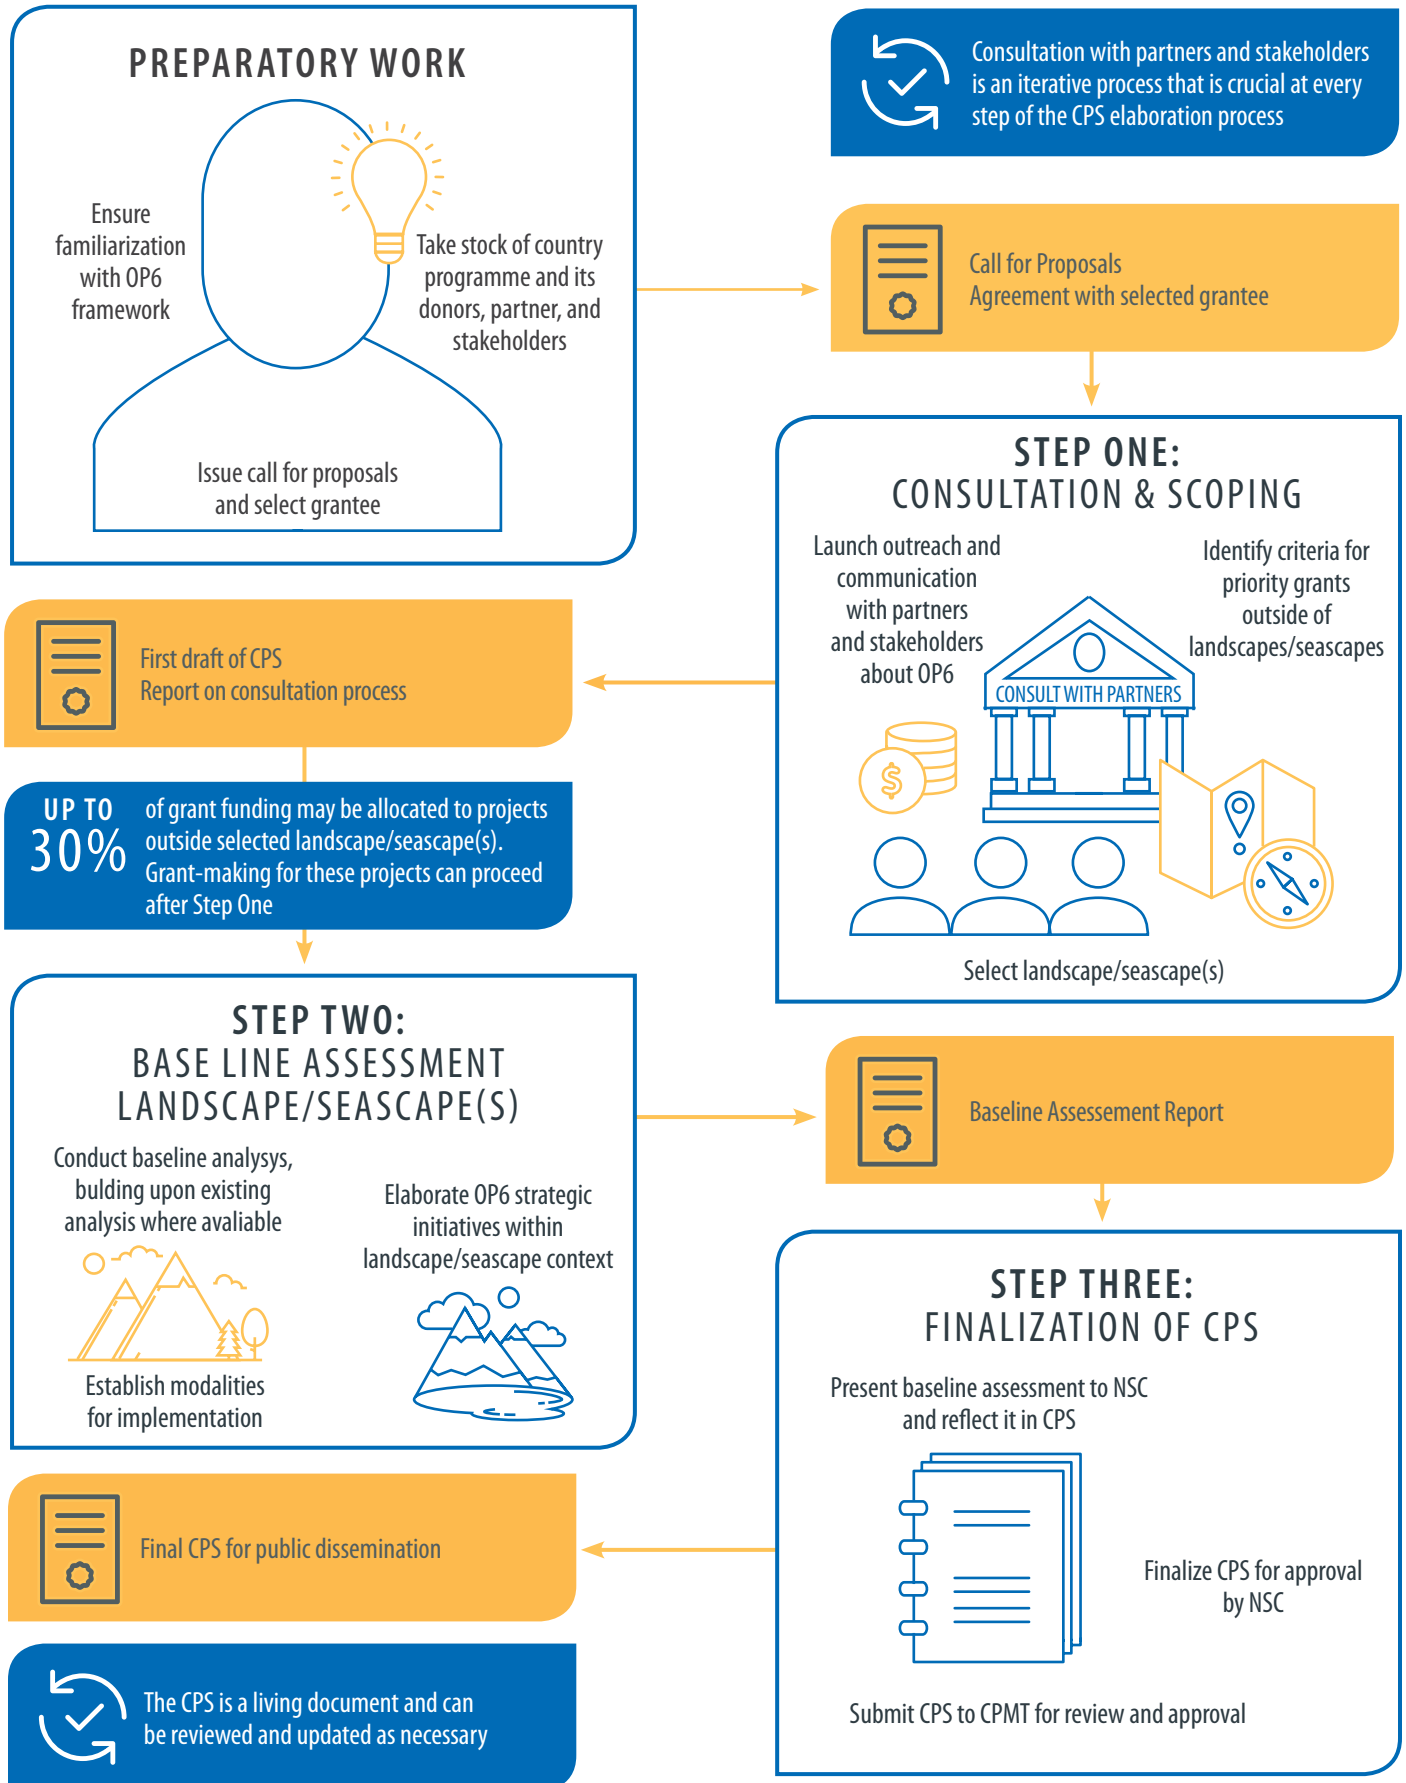 PREPARATORY WORK
Ensure
familiarization
with OP6
framework
Take stock of country
programme and its
donors, partner, and
stakeholders
Issue call for proposals
and select grantee
Consultation with partners and stakeholders
is an iterative process that is crucial at every
step of the CPS elaboration process
Call for Proposals
Agreement with selected grantee
STEP ONE:
CONSULTATION & SCOPING
Launch outreach and
communication
with partners
and stakeholders
about OP6
Identify criteria for
priority grants
outside of
landscapes/seascapes
CONSULT WITH PARTNERS
$
Select landscape/seascape(s)
First draft of CPS
Report on consultation process
UP TO
30%
of grant funding may be allocated to projects
outside selected landscape/seascape(s).
Grant-making for these projects can proceed
after Step One
STEP TWO:
BASE LINE ASSESSMENT
LANDSCAPE/SEASCAPE(S)
Conduct baseline analysys,
bulding upon existing
analysis where avaliable
Elaborate OP6 strategic
initiatives within
landscape/seascape context
Establish modalities
for implementation
Baseline Assessement Report
STEP THREE:
FINALIZATION OF CPS
Present baseline assessment to NSC
and reflect it in CPS
Finalize CPS for approval
by NSC
Submit CPS to CPMT for review and approval
Final CPS for public dissemination
The CPS is a living document and can
be reviewed and updated as necessary